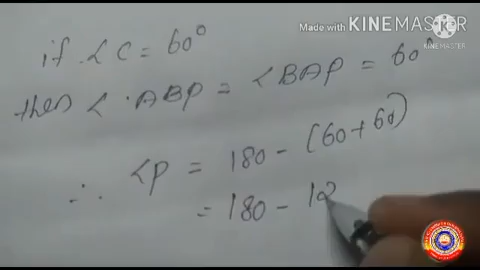 Made with KINEMASTER
if ∠C = 60°
then ∠ ABP = ∠BAP = 60°
∴ ∠P = 180 - (60+60)
= 180 - 12